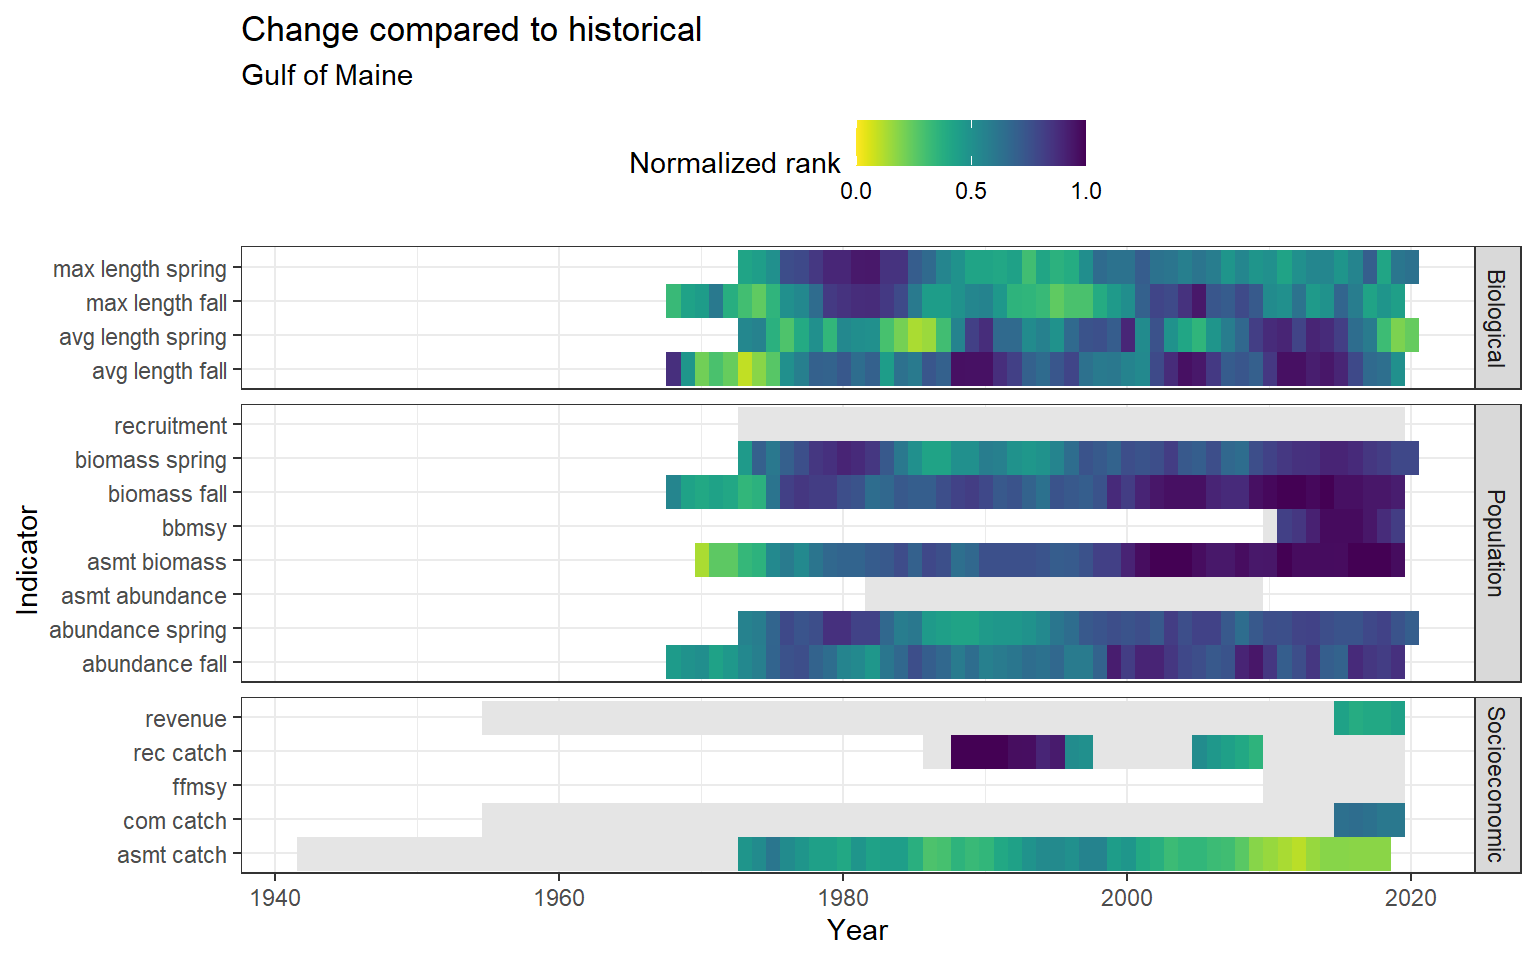 Change compared to historical
Gulf of Maine
Normalized rank
0.0 0.5 1.0
max length spring
max length fall
avg length spring
avg length fall
Biological
recruitment
biomass spring
biomass fall
bbmsy
asmt biomass
asmt abundance
abundance spring
abundance fall
Population
revenue
rec catch
ffmsy
com catch
asmt catch
Socioeconomic
Indicator
1940 1960 1980 2000 2020
Year